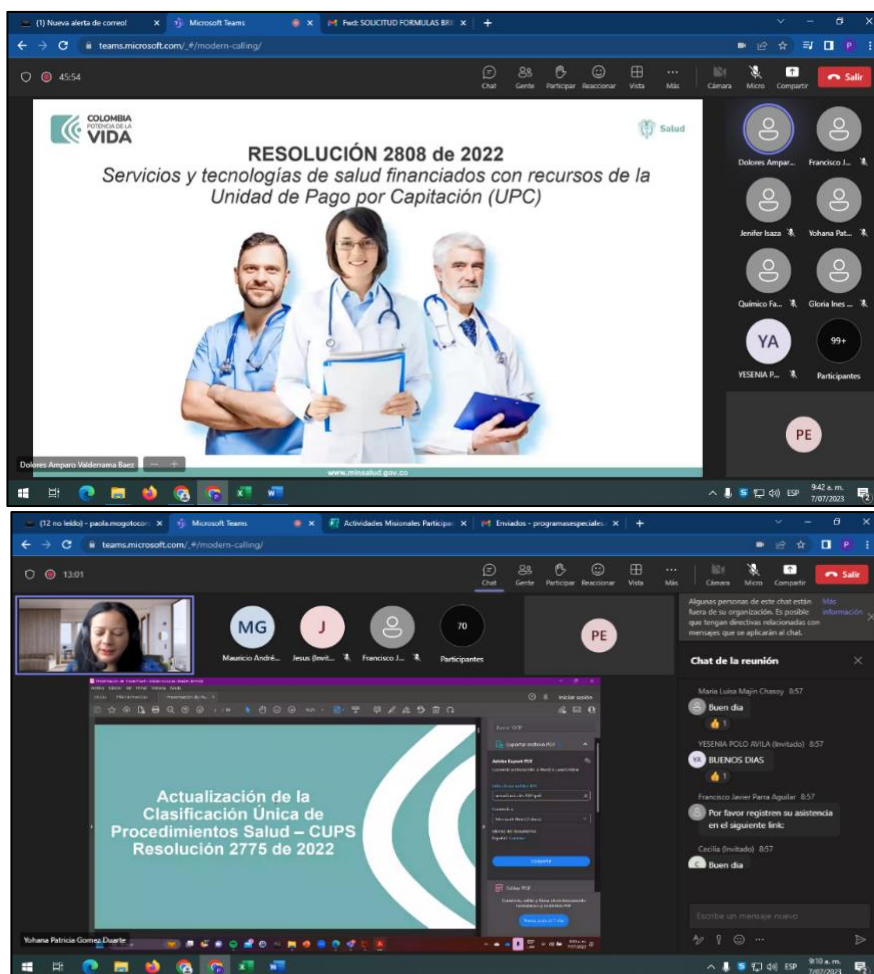 (1) Nueva alerta de correo!
Microsoft Teams
Fwd: SOLICITUD FORMULAS BRI
teams.microsoft.com/_#/modern-calling/
45:54
Chat
Gente
Participar
Reaccionar
Vista
Más
Cámara
Micro
Compartir
Salir
COLOMBIA
POTENCIA DE LA
VIDA
Salud
RESOLUCIÓN 2808 de 2022
Servicios y tecnologías de salud financiados con recursos de la
Unidad de Pago por Capitación (UPC)
Dolores Ampar...
Francisco J...
Jenifer Isaza
Yohana Pat...
Químico Fa...
Gloria Ines ...
YA
99+
YESENIA P...
Participantes
PE
Dolores Amparo Valderrama Baez
www.minsalud.gov.co
ESP
9:42 a. m.
7/07/2023
(12 no leído) - paola.mogotocor
Microsoft Teams
Actividades Misionales Participa
Enviados - programasespeciales
teams.microsoft.com/_#/modern-calling/
13:01
Chat
Gente
Participar
Reaccionar
Vista
Más
Cámara
Micro
Compartir
Salir
MG
J
70
PE
Mauricio André...
Jesus (Invit...
Francisco J...
Participantes
Algunas personas de este chat están
fuera de su organización. Es posible
que tengan directivas relacionadas con
mensajes que se aplicarán al chat.
Más
información
Chat de la reunión
Maria Luisa Majin Chasoy 8:57
Buen dia
1
YESENIA POLO AVILA (Invitado) 8:57
YA
BUENOS DIAS
1
Francisco Javier Parra Aguilar 8:57
Por favor registren su asistencia
en el siguiente link:
Cecilia (Invitado) 8:57
C
Buen dia
Escribe un mensaje nuevo
Iniciar sesión
Exportar archivo PDF
Adobe Export PDF
Convertir
Editar PDF
Actualización de la
Clasificación Única de
Procedimientos Salud – CUPS
Resolución 2775 de 2022
Yohana Patricia Gomez Duarte
ESP
9:10 a. m.
7/07/2023